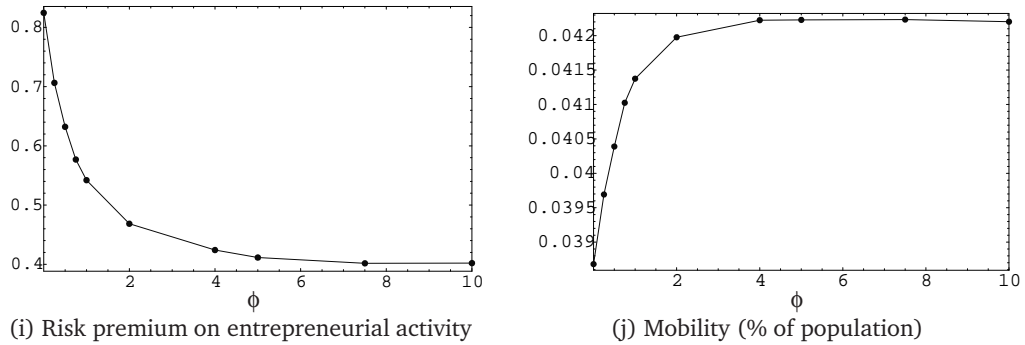 0.8
0.7
0.6
0.5
0.4
2 4 6 8 10
ϕ
(i) Risk premium on entrepreneurial activity
0.042
0.0415
0.041
0.0405
0.04
0.0395
0.039
2 4 6 8 10
ϕ
(j) Mobility (% of population)